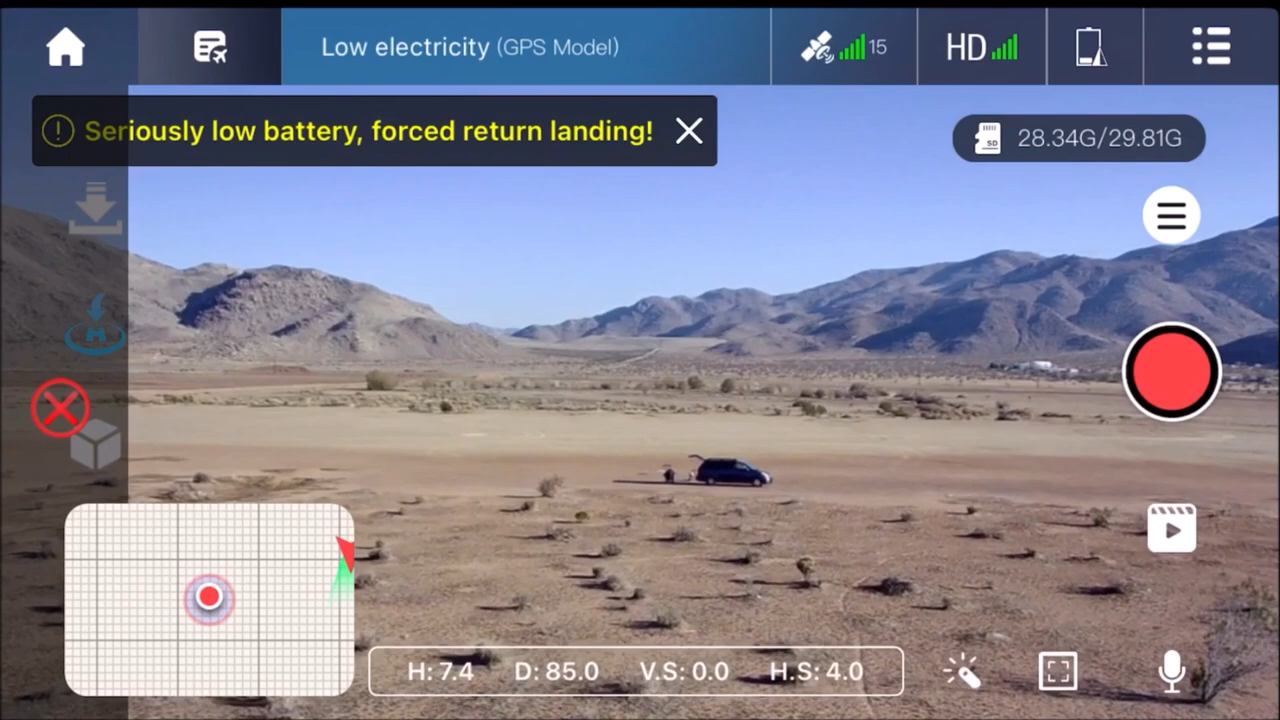 Low electricity (GPS Model)
15
HD
Seriously low battery, forced return landing!
SD
28.34G/29.81G
H
H: 7.4 D: 85.0 V.S: 0.0 H.S: 4.0